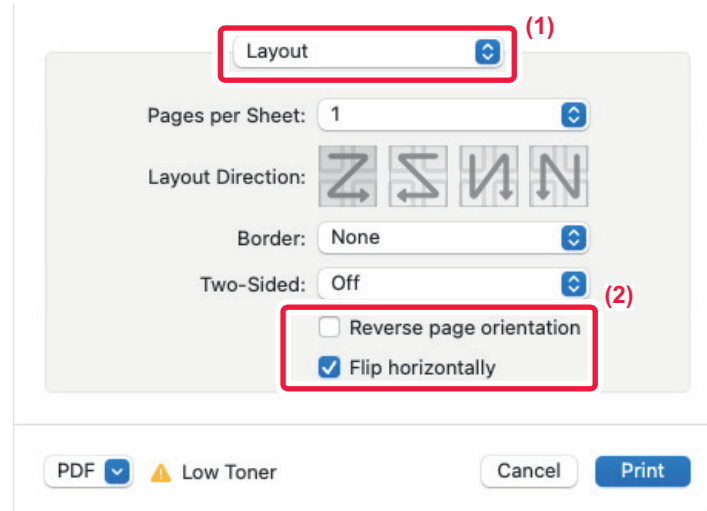 (1)
Layout
Pages per Sheet: 1
Layout Direction:
Border: None
Two-Sided: Off
(2)
Reverse page orientation
Flip horizontally
PDF Low Toner Cancel Print